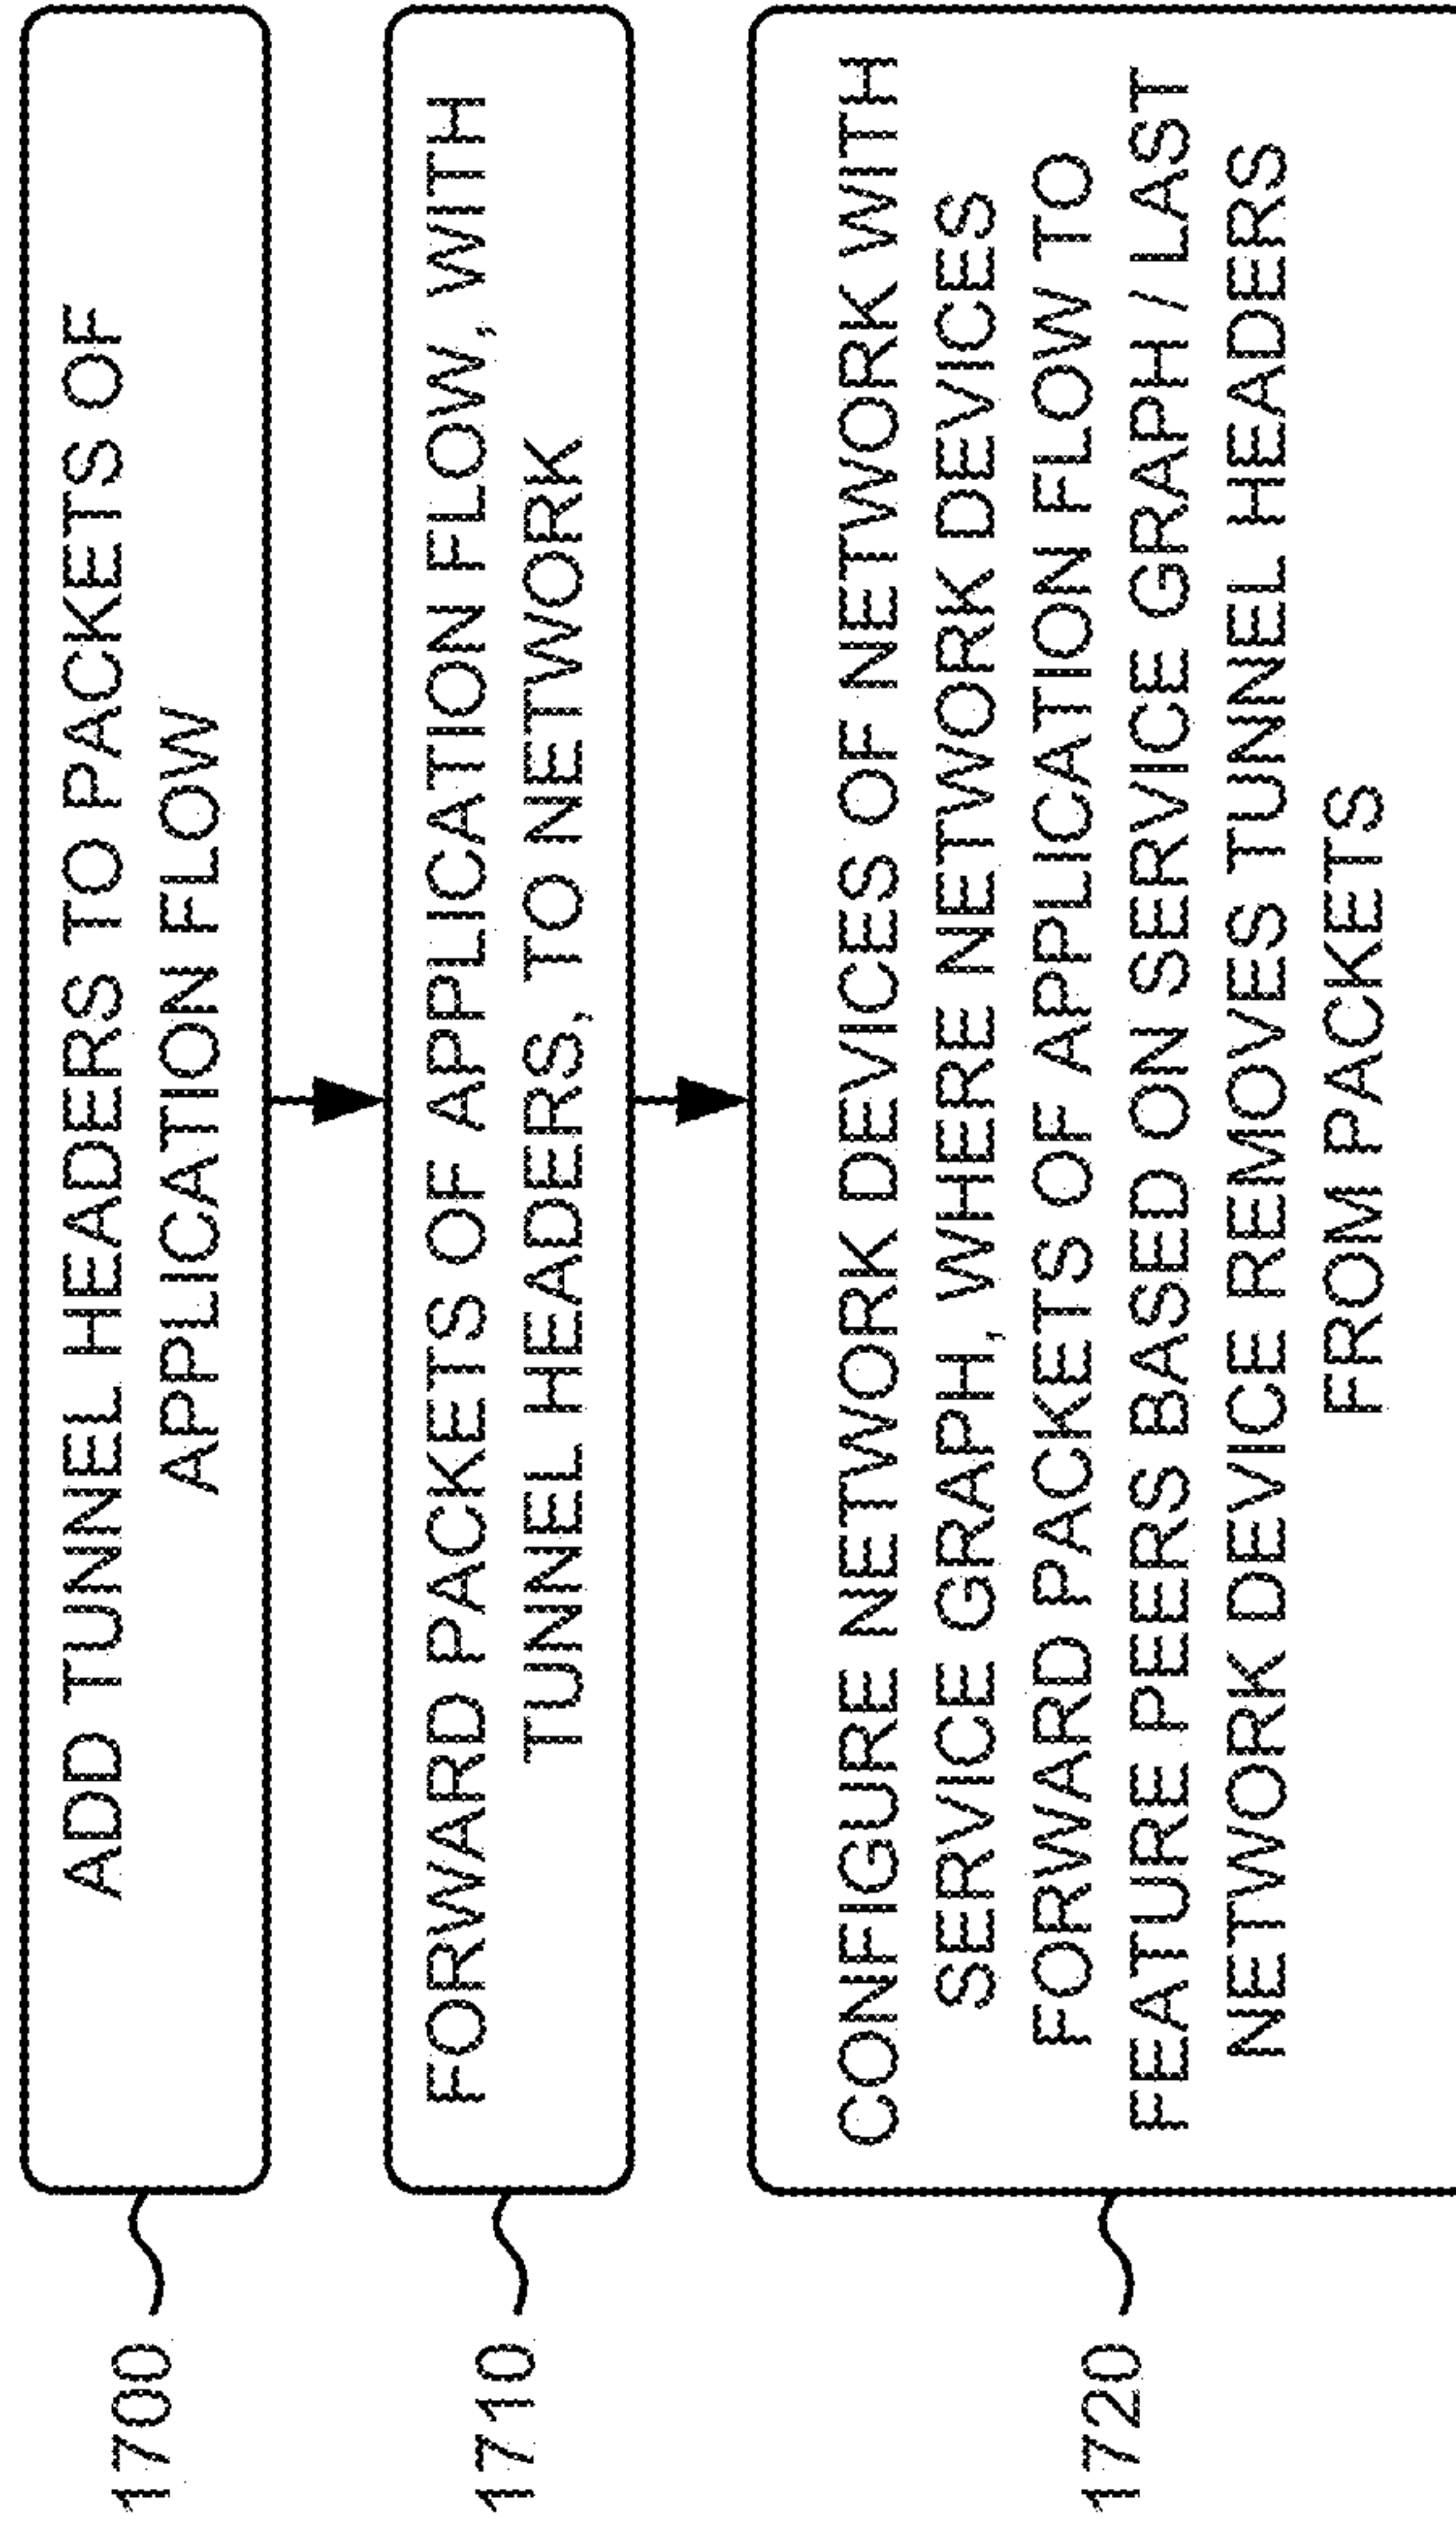 1700
ADD TUNNEL HEADERS TO PACKETS OF
APPLICATION FLOW
1710
FORWARD PACKETS OF APPLICATION FLOW, WITH
TUNNEL HEADERS, TO NETWORK
1720
CONFIGURE NETWORK DEVICES OF NETWORK WITH
SERVICE GRAPH, WHERE NETWORK DEVICES
FORWARD PACKETS OF APPLICATION FLOW TO
FEATURE PEERS BASED ON SERVICE GRAPH / LAST
NETWORK DEVICE REMOVES TUNNEL HEADERS
FROM PACKETS